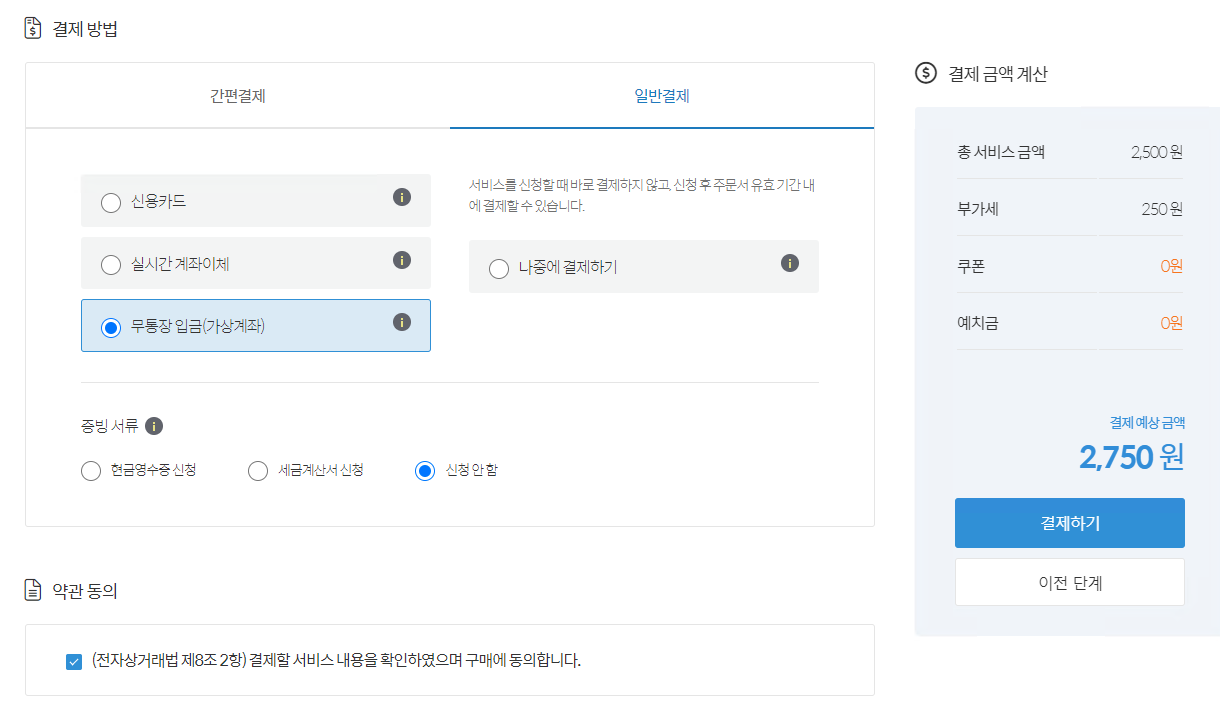 결제 방법
간편결제
일반결제
신용카드
실시간 계좌이체
무통장 입금(가상계좌)
서비스를 신청할 때 바로 결제하지 않고, 신청 후 주문서 유효 기간 내
에 결제할 수 있습니다.
나중에 결제하기
증빙 서류
현금영수증 신청
세금계산서 신청
신청 안 함
약관 동의
(전자상거래법 제8조 2항) 결제할 서비스 내용을 확인하였으며 구매에 동의합니다.
결제 금액 계산
총 서비스 금액 2,500 원
부가세 250 원
쿠폰 0원
예치금 0원
결제 예상 금액
2,750 원
결제하기
이전 단계